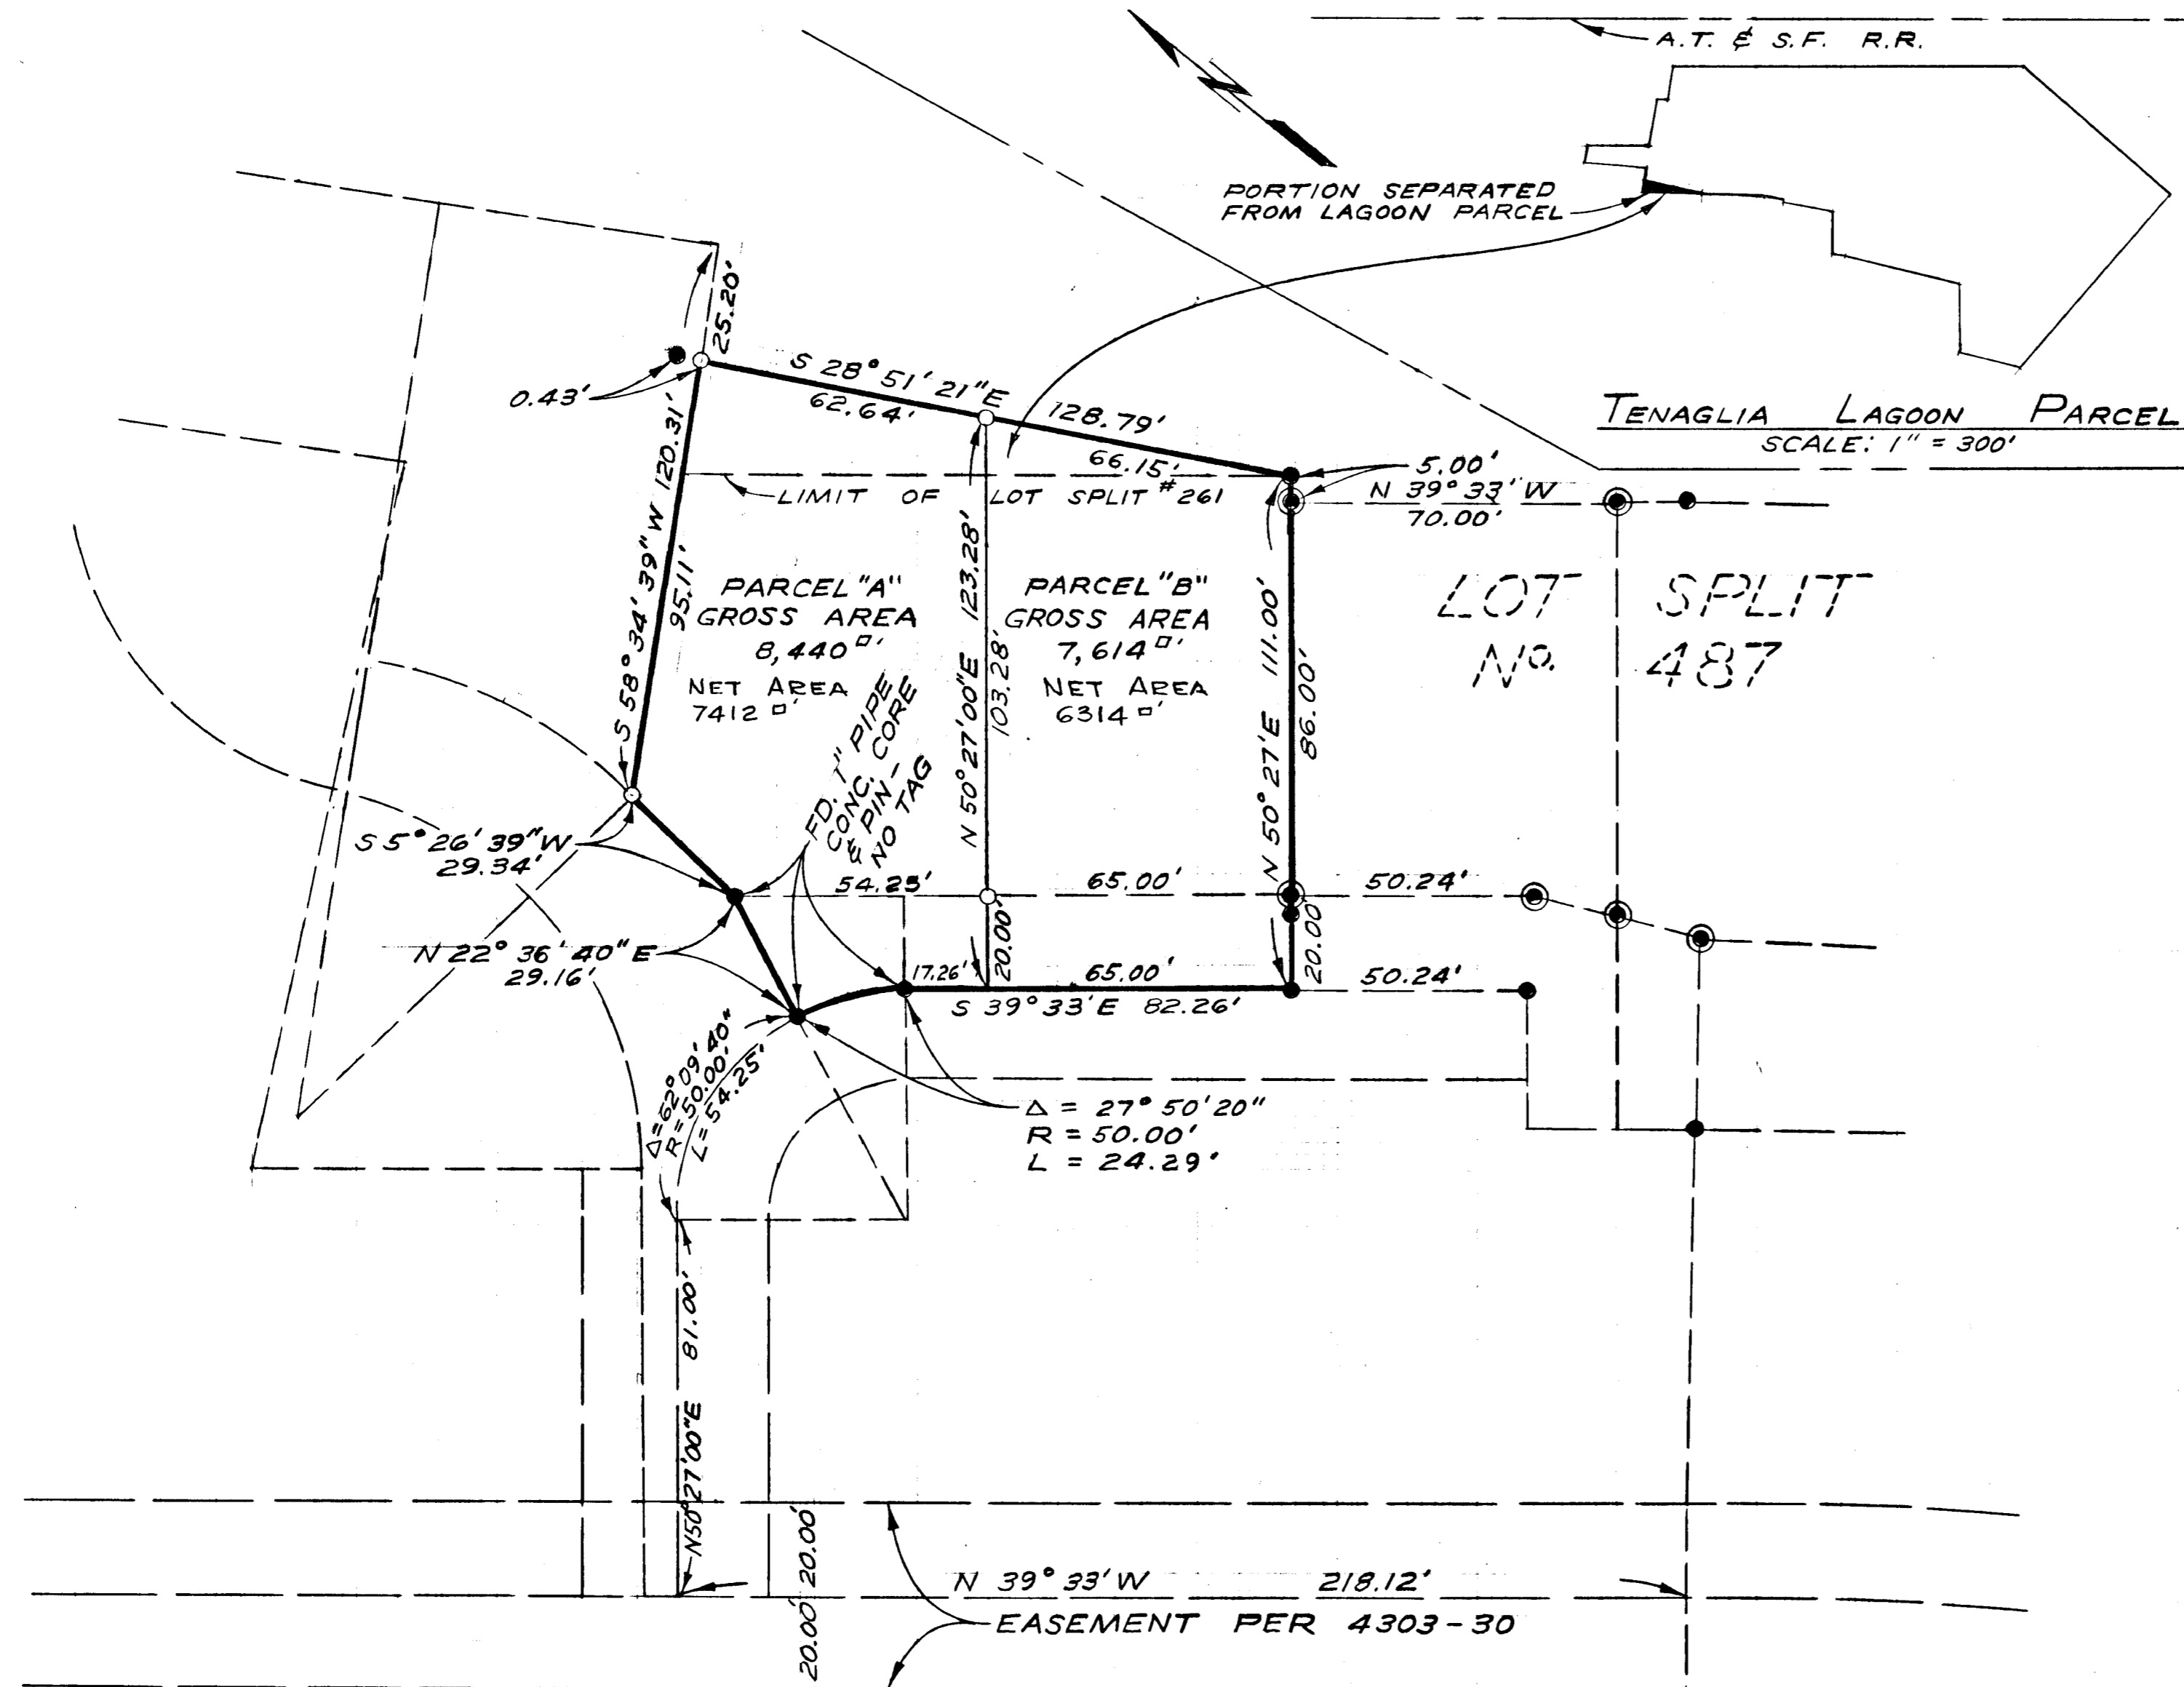 A.T. & S.F. R.R.
PORTION SEPARATED
FROM LAGOON PARCEL
TENAGLIA LAGOON PARCEL
SCALE: 1" = 300'
25.20'
0.43'
S 28° 51' 21" E
62.64'
128.79'
66.15'
5.00'
N 39° 33' W
70.00'
LIMIT OF LOT SPLIT #261
S 58° 34' 39" W 120.31'
95.11'
PARCEL "A"
GROSS AREA
8,440 □'
NET AREA
7412 □'
N 50° 27' 00" E 123.28'
103.28'
PARCEL "B"
GROSS AREA
7,614 □'
NET AREA
6314 □'
N 50° 27' E 111.00'
86.00'
LOT SPLIT
Nº. 487
FD. 1" PIPE
CONC. CORE
& PIN -
NO TAG
S 5° 26' 39" W
29.34'
54.25'
65.00'
50.24'
N 22° 36' 40" E
29.16'
17.26'
20.00'
65.00'
20.00'
50.24'
S 39° 33' E 82.26'
Δ = 62° 09' 40"
R = 50.00'
L = 54.25'
Δ = 27° 50' 20"
R = 50.00'
L = 24.29'
N 50° 27' 00" E 81.00'
20.00' 20.00'
N 39° 33' W 218.12'
EASEMENT PER 4303-30